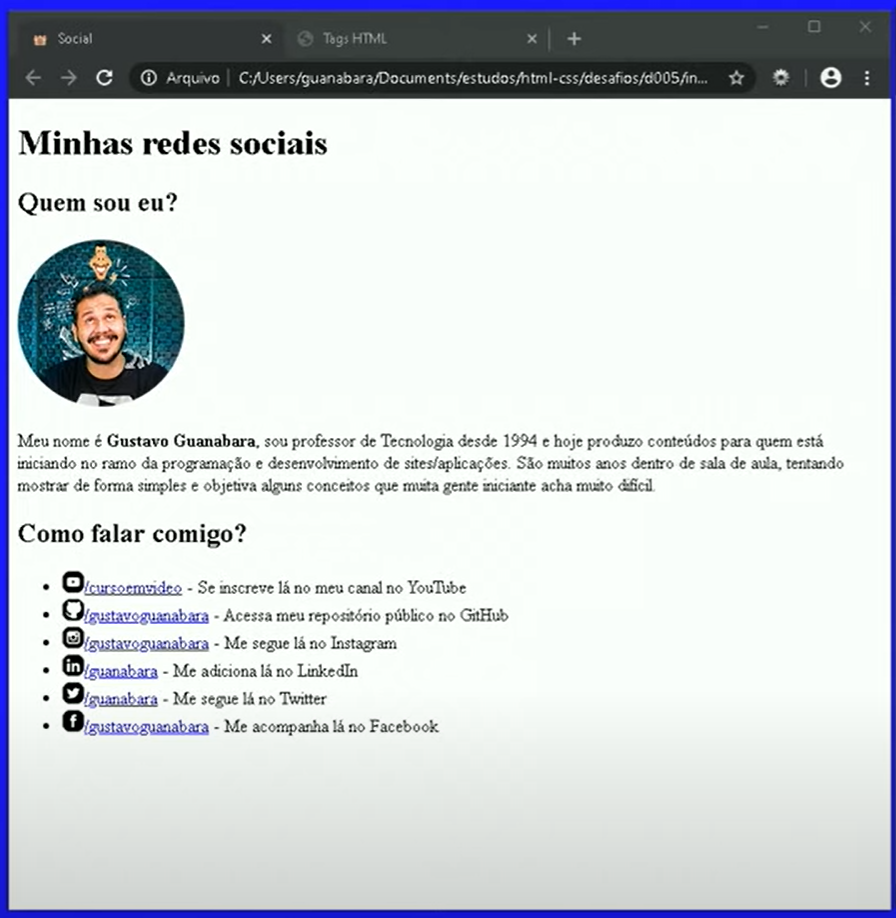 Social
Tags HTML
Arquivo
C:/Users/guanabara/Documents/estudos/html-css/desafios/d005/in...
Minhas redes sociais
Quem sou eu?
Meu nome é Gustavo Guanabara, sou professor de Tecnologia desde 1994 e hoje produzo conteúdos para quem está
iniciando no ramo da programação e desenvolvimento de sites/aplicações. São muitos anos dentro de sala de aula, tentando
mostrar de forma simples e objetiva alguns conceitos que muita gente iniciante acha muito difícil.
Como falar comigo?
/cursoemvideo - Se inscreve lá no meu canal no YouTube
/gustavoguanabara - Acessa meu repositório público no GitHub
/gustavoguanabara - Me segue lá no Instagram
/guanabara - Me adiciona lá no LinkedIn
/guanabara - Me segue lá no Twitter
/gustavoguanabara - Me acompanha lá no Facebook